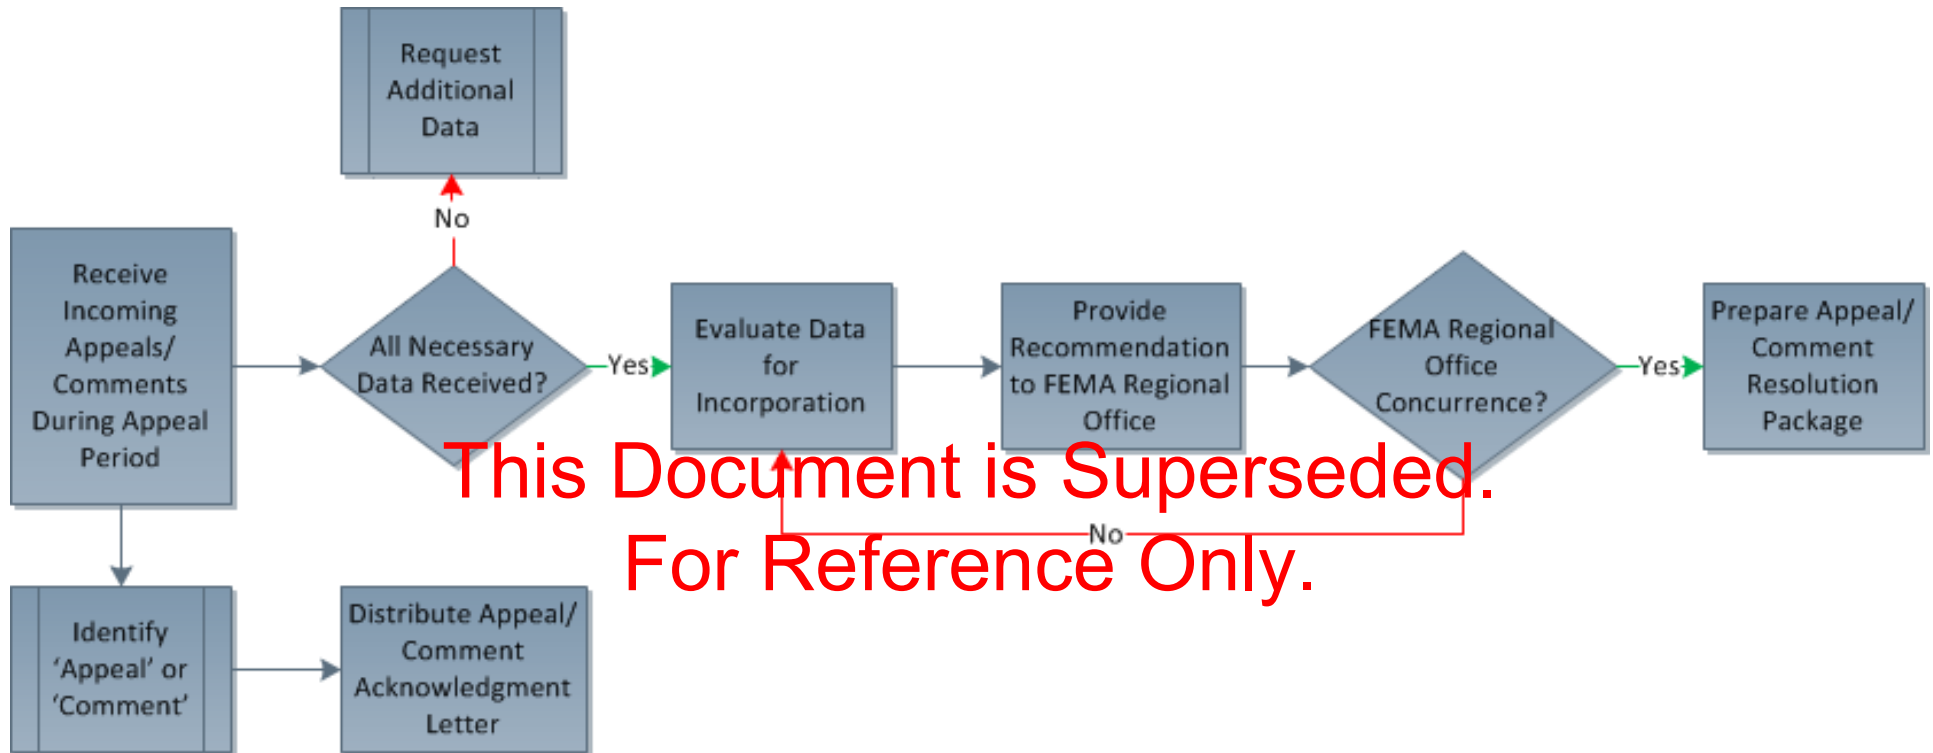 Request
Additional
Data
No
Receive
Incoming
Appeals/
Comments
During Appeal
Period
All Necessary
Data Received?
Yes
Evaluate Data
for
Incorporation
Provide
Recommendation
to FEMA Regional
Office
FEMA Regional
Office
Concurrence?
Yes
Prepare Appeal/
Comment
Resolution
Package
This Document is Superseded.
No
For Reference Only.
Identify
‘Appeal’ or
‘Comment’
Distribute Appeal/
Comment
Acknowledgment
Letter